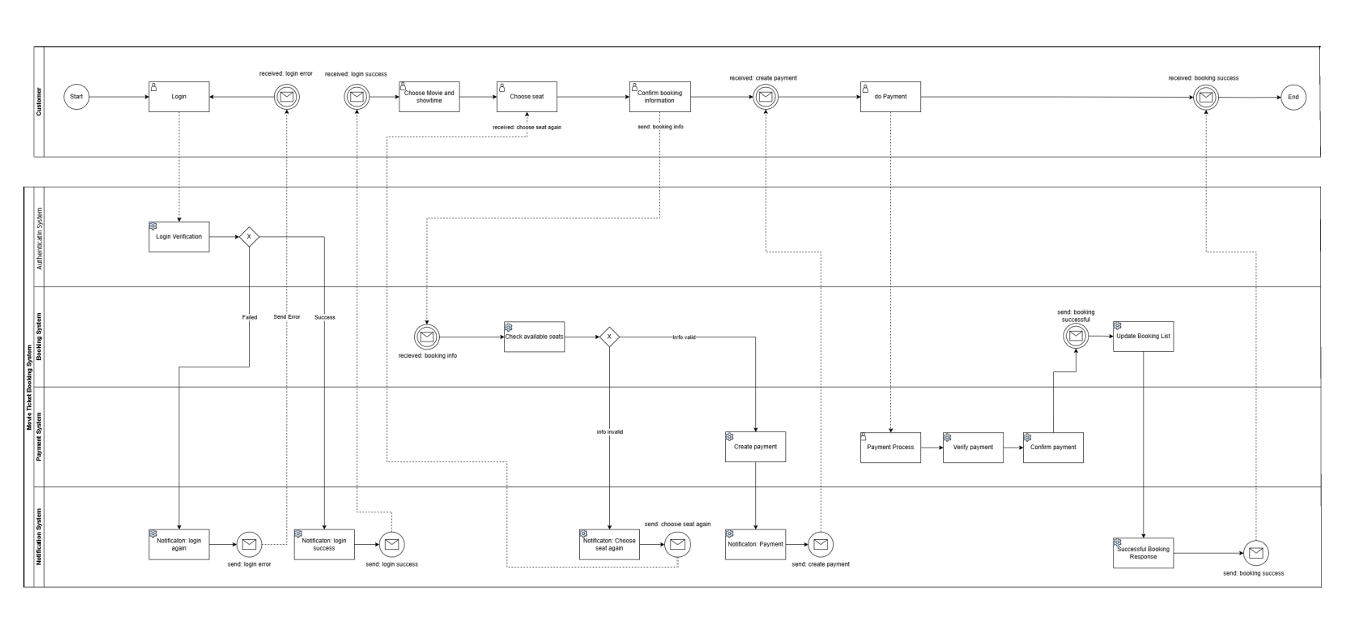 received: login error
received: login success
received: create payment
received: booking success
Customer
Start
Login
Choose Movie and
showtime
Choose seat
Confirm booking
information
do Payment
End
received: choose seat again
send: booking info
Movie Ticket Booking System
Authenticatin System
Login Verification
X
Failed
Send Error
Success
Booking System
recieved: booking info
Check available seats
X
Info valid
send: booking
successful
Update Booking List
Payment System
info invalid
Create payment
Payment Process
Verify payment
Confirm payment
Notification System
Notificaton: login
again
send: login error
Notificaton: login
success
send: login success
Notificaton: Choose
seat again
send: choose seat again
Notificaton: Payment
send: create payment
Successful Booking
Response
send: booking success